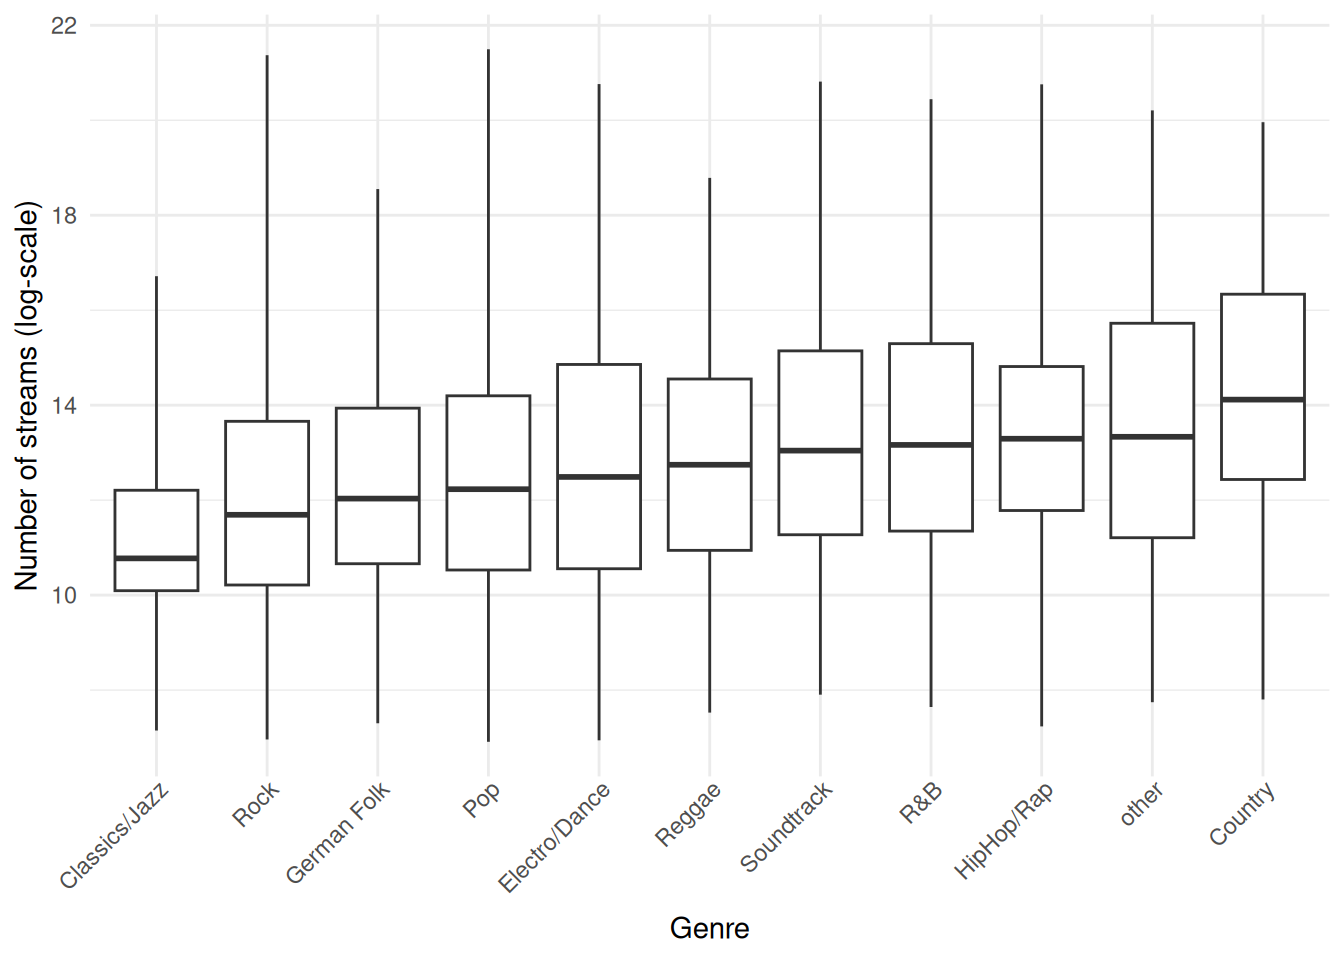 22
18
14
10
Number of streams (log-scale)
Classics/Jazz
Rock
German Folk
Pop
Electro/Dance
Reggae
Soundtrack
R&B
HipHop/Rap
other
Country
Genre